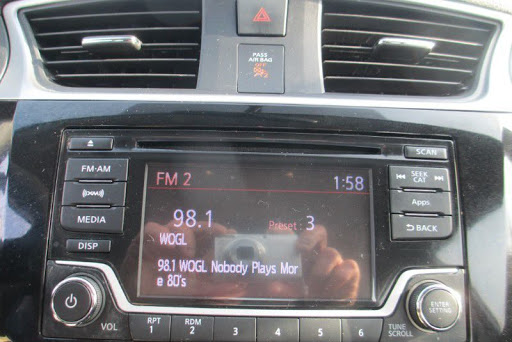 PASS
AIR BAG
OFF
SCAN
FM·AM
SEEK
CAT
MEDIA
Apps
DISP
BACK
FM 2
1:58
98.1
Preset: 3
WOGL
98.1 WOGL Nobody Plays Mor
e 80's
VOL
RPT
1
RDM
2
3
4
5
6
TUNE
SCROLL
ENTER
SETTING